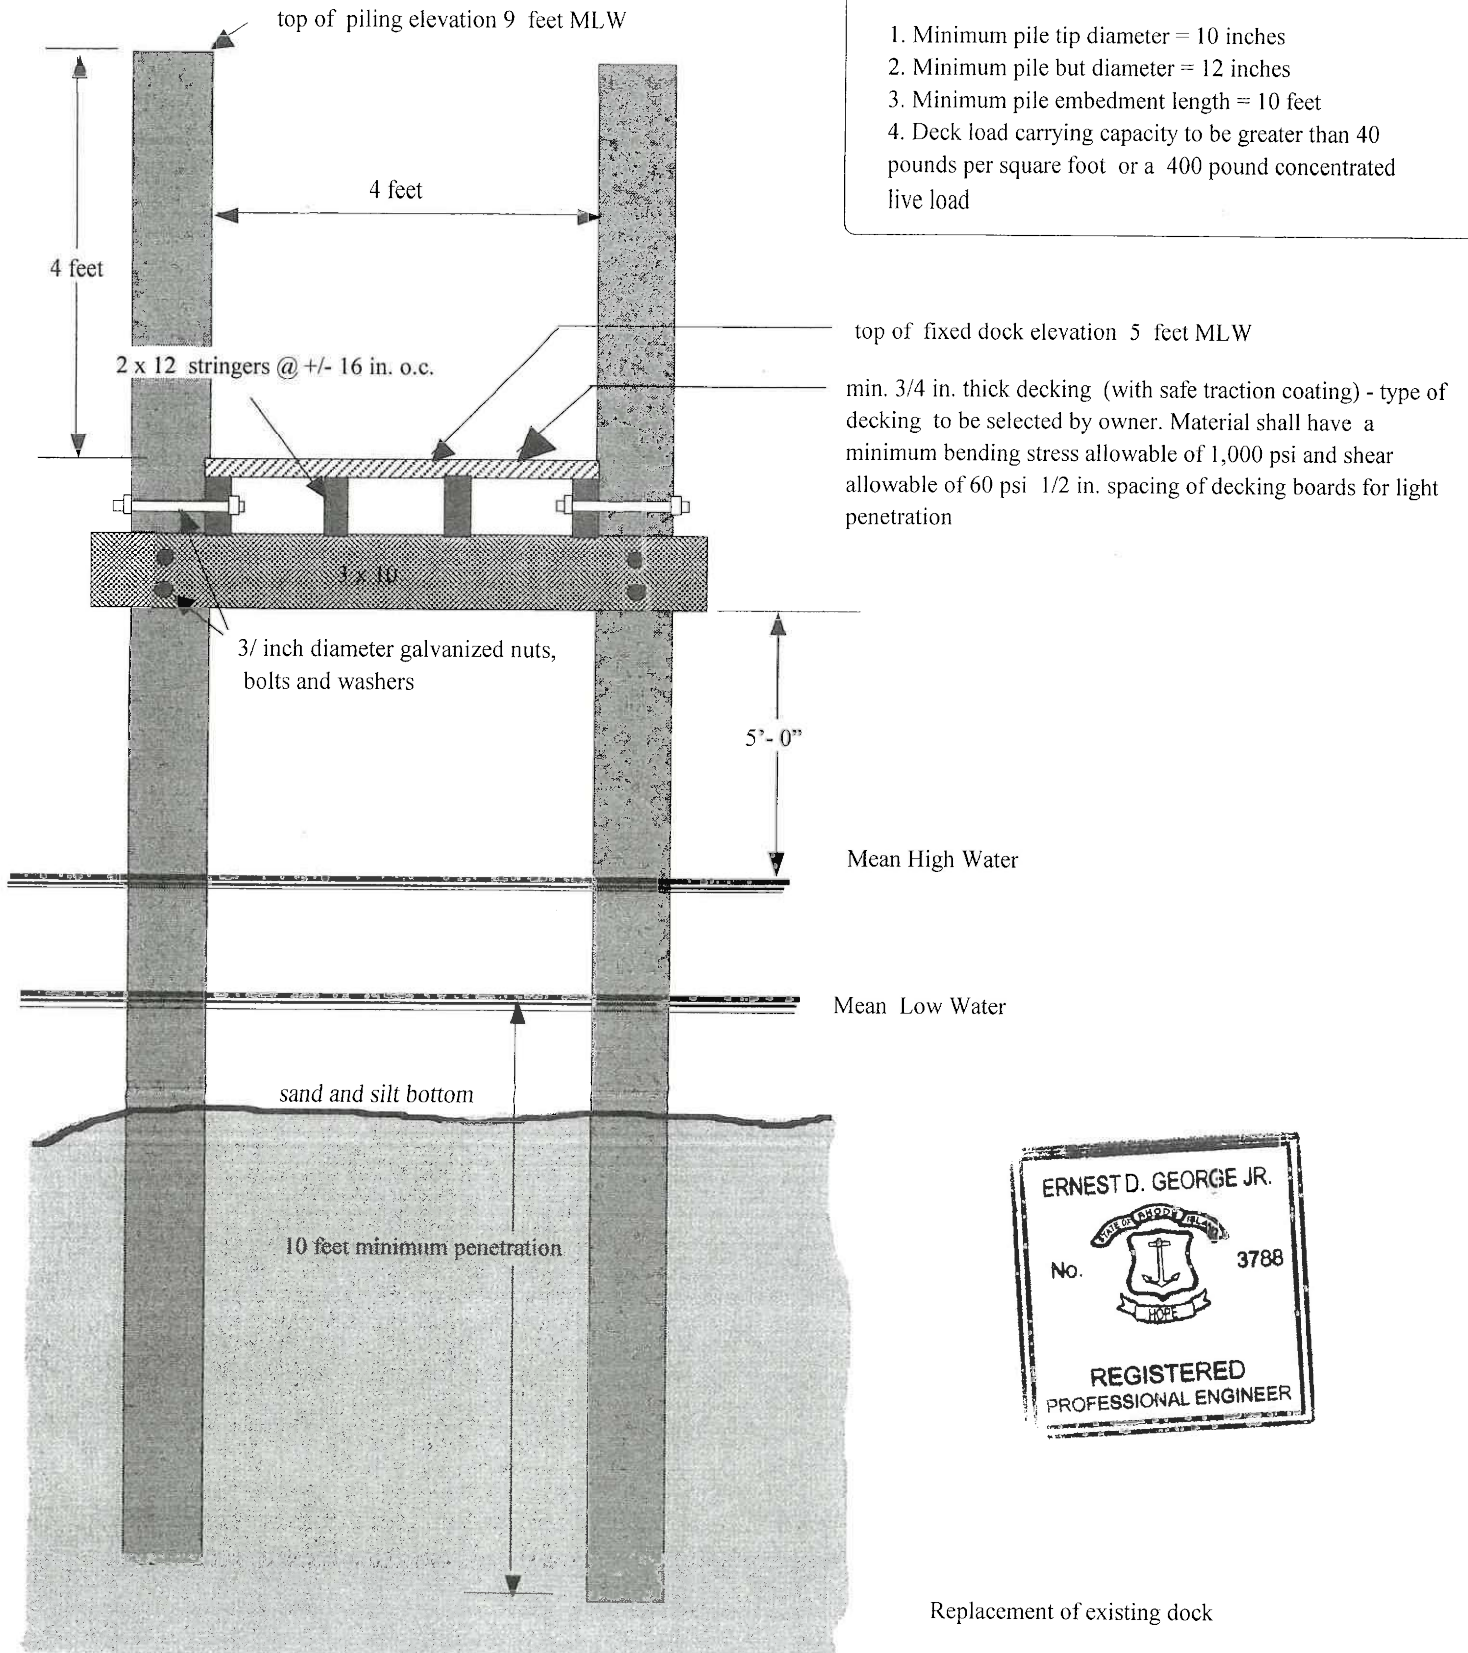 top of piling elevation 9 feet MLW
1. Minimum pile tip diameter = 10 inches
2. Minimum pile but diameter = 12 inches
3. Minimum pile embedment length = 10 feet
4. Deck load carrying capacity to be greater than 40
pounds per square foot or a 400 pound concentrated
live load
4 feet
4 feet
top of fixed dock elevation 5 feet MLW
2 x 12 stringers @ +/- 16 in. o.c.
min. 3/4 in. thick decking (with safe traction coating) - type of
decking to be selected by owner. Material shall have a
minimum bending stress allowable of 1,000 psi and shear
allowable of 60 psi 1/2 in. spacing of decking boards for light
penetration
3 x 10
3/ inch diameter galvanized nuts,
bolts and washers
5'- 0”
Mean High Water
Mean Low Water
sand and silt bottom
10 feet minimum penetration
ERNEST D. GEORGE JR.
STATE OF RHODE ISLAND
No. 3788
HOPE
REGISTERED
PROFESSIONAL ENGINEER
Replacement of existing dock